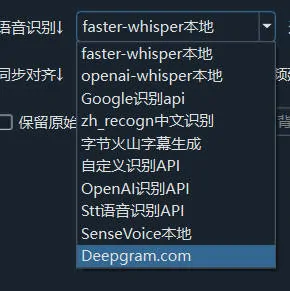 语音识别↓ faster-whisper本地
faster-whisper本地
openai-whisper本地
同步对齐↓
Google识别api
zh_recogn中文识别
保留原始
字节火山字幕生成
自定义识别API
OpenAI识别API
Stt语音识别API
SenseVoice本地
Deepgram.com